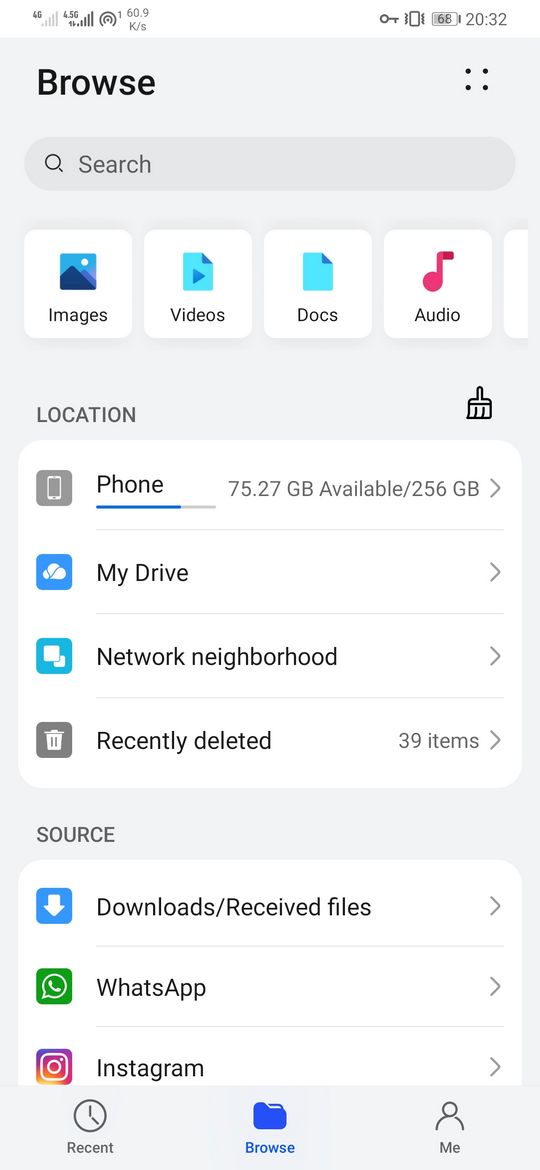 4G 4.5G 1 60.9 K/s 68 20:32
Browse
Search
Images Videos Docs Audio
LOCATION
Phone 75.27 GB Available/256 GB
My Drive
Network neighborhood
Recently deleted 39 items
SOURCE
Downloads/Received files
WhatsApp
Instagram
Recent Browse Me